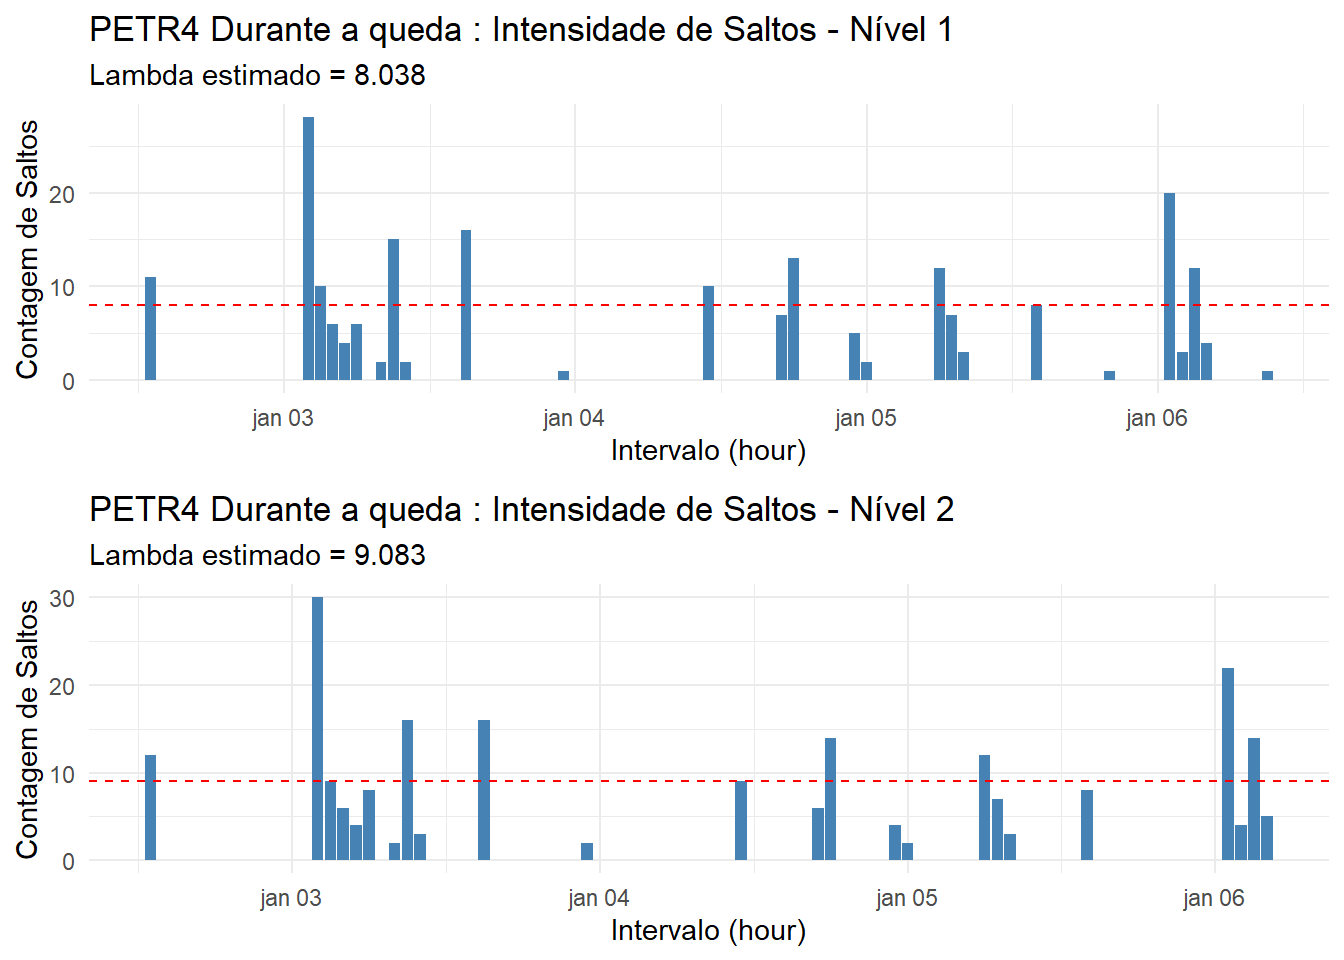 PETR4 Durante a queda : Intensidade de Saltos - Nível 1
Lambda estimado = 8.038
Contagem de Saltos
20
10
0
jan 03
jan 04
jan 05
jan 06
Intervalo (hour)
PETR4 Durante a queda : Intensidade de Saltos - Nível 2
Lambda estimado = 9.083
Contagem de Saltos
30
20
10
0
jan 03
jan 04
jan 05
jan 06
Intervalo (hour)